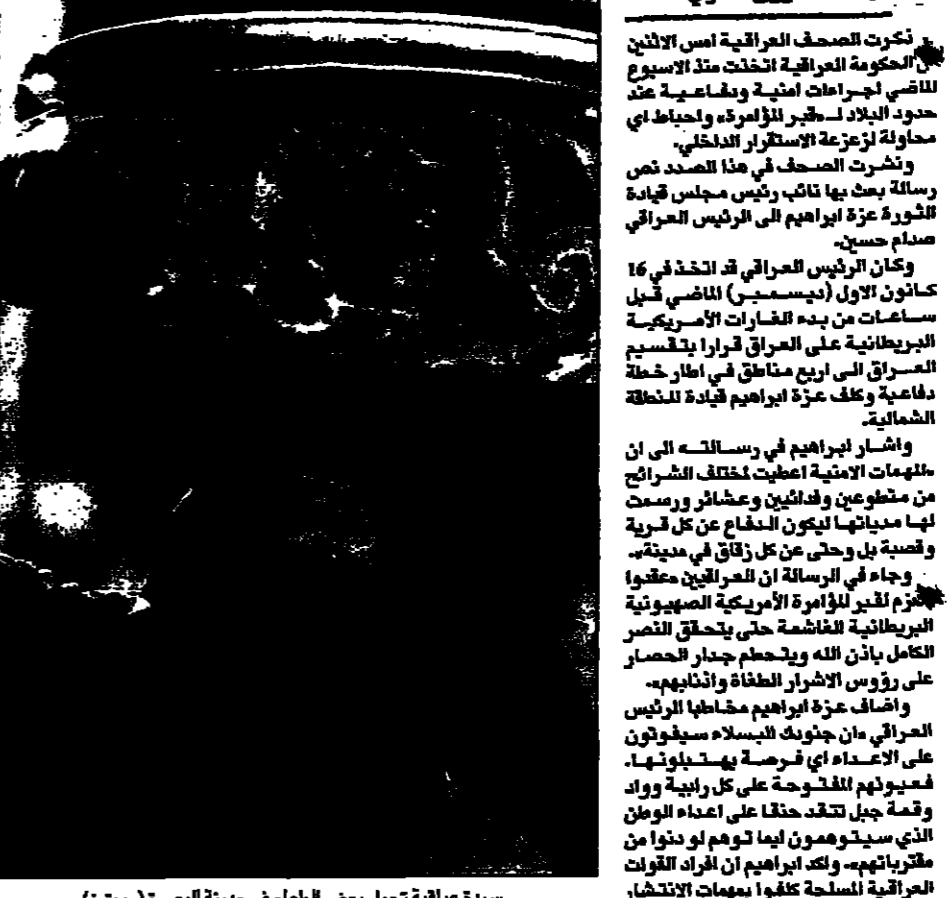 ذكرت الصحف العراقية امس الاثنين
ان الحكومة العراقية اتخذت منذ الاسبوع
الماضي اجراءات امنية ودفاعية عند
حدود البلاد لـ«قبر المؤامرة» واحباط اي
محاولة لزعزعة الاستقرار الداخلي.
ونشرت الصحف في هذا الصدد نص
رسالة بعث بها نائب رئيس مجلس قيادة
الثورة عزة ابراهيم الى الرئيس العراقي
صدام حسين.
وكان الرئيس العراقي قد اتخذ في 16
كانون الاول (ديسمبر) الماضي قبل
ساعات من بدء الغارات الأمريكية
البريطانية على العراق قرارا بتقسيم
العراق الى اربع مناطق في اطار خطة
دفاعية وكلف عزة ابراهيم قيادة المنطقة
الشمالية.
واشار ابراهيم في رسالته الى ان
«المهمات الامنية اعطيت لختلف الشرائح
من متطوعين وفدائيين وعشائر ورسمت
لها مدياتها ليكون الدفاع عن كل قرية
وقصبة بل وحتى عن كل زقاق في مدينة».
وجاء في الرسالة ان العراقيين «عقدوا
العزم لقبر المؤامرة الأمريكية الصهيونية
البريطانية الغاشمة حتى يتحقق النصر
الكامل باذن الله ويتحطم جدار الحصار
على رؤوس الاشرار الطغاة واذنابهم».
واضاف عزة ابراهيم مخاطبا الرئيس
العراقي «ان جنودك البسلاء سيفوتون
على الاعداء اي فرصة يهتبلونها.
فعيونهم المفتوحة على كل رابية وواد
وقمة جبل تتقد حنقا على اعداء الوطن
الذي سيتوهمون ايما توهم لو دنوا من
مقترباتهم». واكد ابراهيم ان افراد القوات
العراقية المسلحة كلفوا بمهمات الانتشار